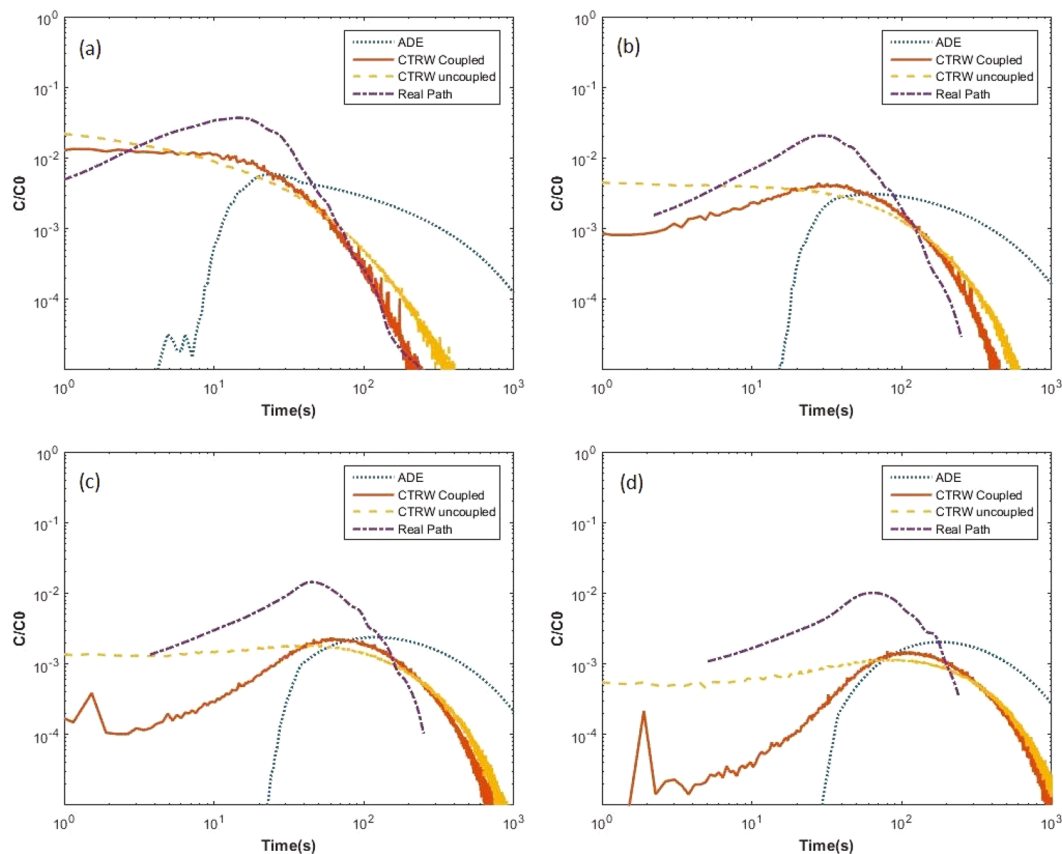 (a)
ADE
CTRW Coupled
CTRW uncoupled
Real Path
C/C0
10^0
10^-1
10^-2
10^-3
10^-4
10^0 10^1 10^2 10^3
Time(s)
(b)
ADE
CTRW Coupled
CTRW uncoupled
Real Path
C/C0
10^0
10^-1
10^-2
10^-3
10^-4
10^0 10^1 10^2 10^3
Time(s)
(c)
ADE
CTRW Coupled
CTRW uncoupled
Real Path
C/C0
10^0
10^-1
10^-2
10^-3
10^-4
10^0 10^1 10^2 10^3
Time(s)
(d)
ADE
CTRW Coupled
CTRW uncoupled
Real Path
C/C0
10^0
10^-1
10^-2
10^-3
10^-4
10^0 10^1 10^2 10^3
Time(s)